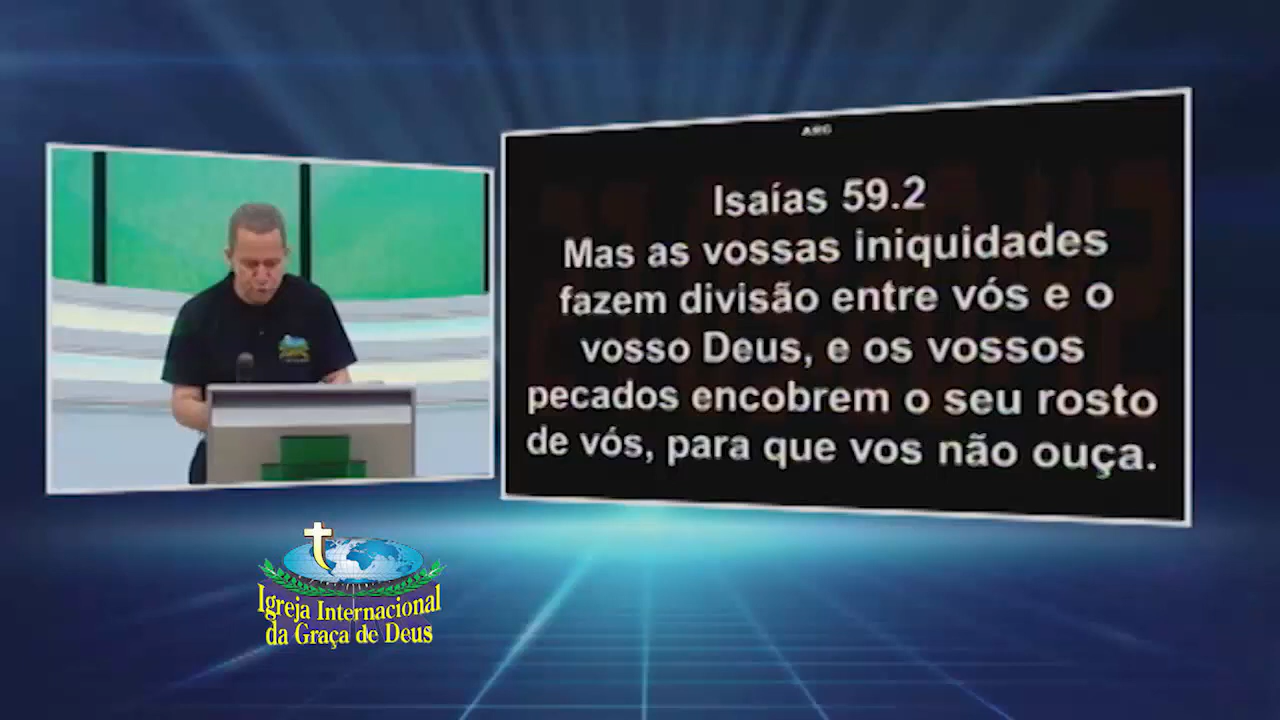 ARC
Isaías 59.2
Mas as vossas iniquidades
fazem divisão entre vós e o
vosso Deus, e os vossos
pecados encobrem o seu rosto
de vós, para que vos não ouça.
Igreja Internacional
da Graça de Deus